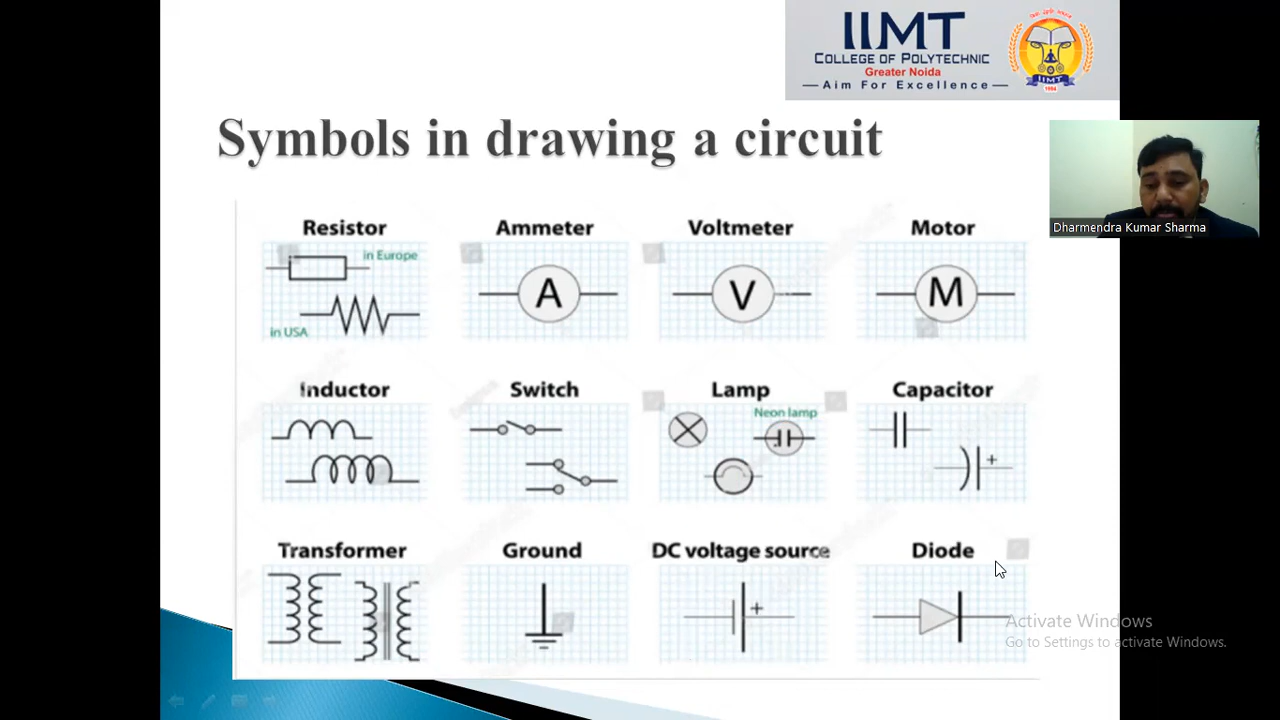 IIMT
COLLEGE OF POLYTECHNIC
Greater Noida
Aim For Excellence
IIMT
Symbols in drawing a circuit
Dharmendra Kumar Sharma
Resistor
Ammeter
Voltmeter
Motor
in Europe
in USA
A
V
M
Inductor
Switch
Lamp
Capacitor
Neon lamp
+
Transformer
Ground
DC voltage source
Diode
+
Activate Windows
Go to Settings to activate Windows.